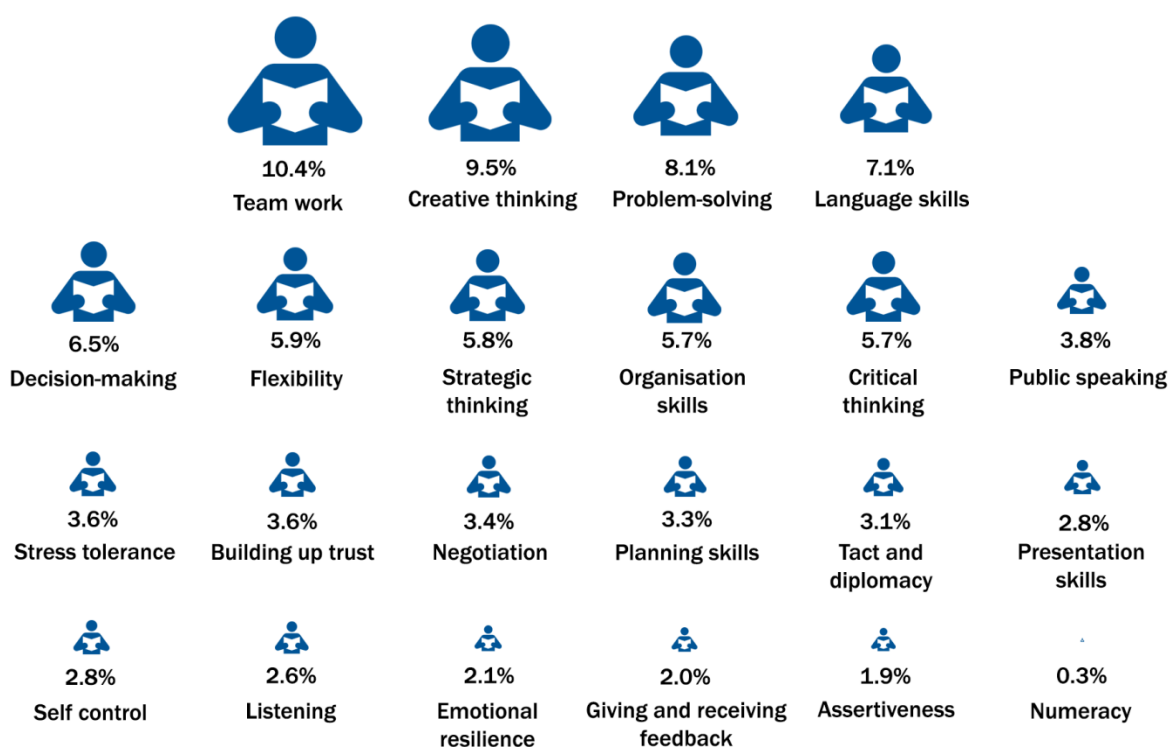 10.4%
Team work
9.5%
Creative thinking
8.1%
Problem-solving
7.1%
Language skills
6.5%
Decision-making
5.9%
Flexibility
5.8%
Strategic
thinking
5.7%
Organisation
skills
5.7%
Critical
thinking
3.8%
Public speaking
3.6%
Stress tolerance
3.6%
Building up trust
3.4%
Negotiation
3.3%
Planning skills
3.1%
Tact and
diplomacy
2.8%
Presentation
skills
2.8%
Self control
2.6%
Listening
2.1%
Emotional
resilience
2.0%
Giving and receiving
feedback
1.9%
Assertiveness
0.3%
Numeracy